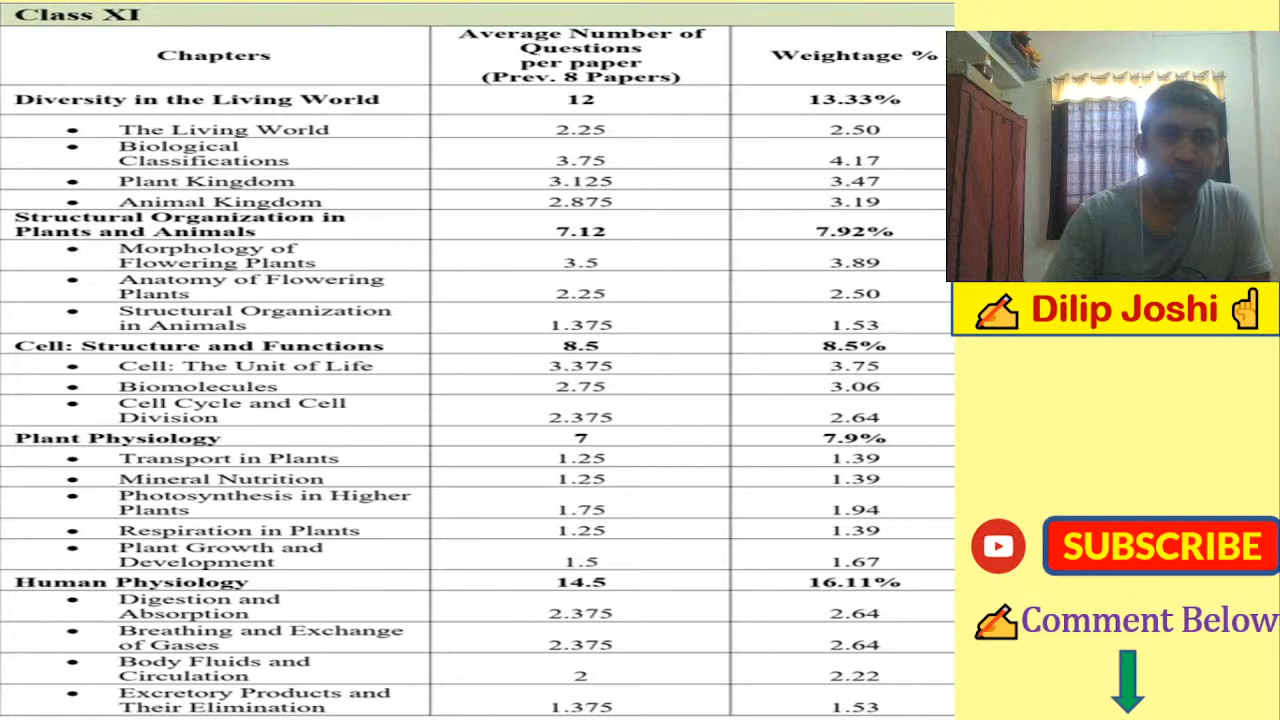 Class XI
Chapters
Average Number of
Questions
per paper
(Prev. 8 Papers)
Weightage %
Diversity in the Living World 12 13.33%
• The Living World 2.25 2.50
• Biological
Classifications 3.75 4.17
• Plant Kingdom 3.125 3.47
• Animal Kingdom 2.875 3.19
Structural Organization in
Plants and Animals 7.12 7.92%
• Morphology of
Flowering Plants 3.5 3.89
• Anatomy of Flowering
Plants 2.25 2.50
• Structural Organization
in Animals 1.375 1.53
Cell: Structure and Functions 8.5 8.5%
• Cell: The Unit of Life 3.375 3.75
• Biomolecules 2.75 3.06
• Cell Cycle and Cell
Division 2.375 2.64
Plant Physiology 7 7.9%
• Transport in Plants 1.25 1.39
• Mineral Nutrition 1.25 1.39
• Photosynthesis in Higher
Plants 1.75 1.94
• Respiration in Plants 1.25 1.39
• Plant Growth and
Development 1.5 1.67
Human Physiology 14.5 16.11%
• Digestion and
Absorption 2.375 2.64
• Breathing and Exchange
of Gases 2.375 2.64
• Body Fluids and
Circulation 2 2.22
• Excretory Products and
Their Elimination 1.375 1.53
Dilip Joshi
SUBSCRIBE
Comment Below